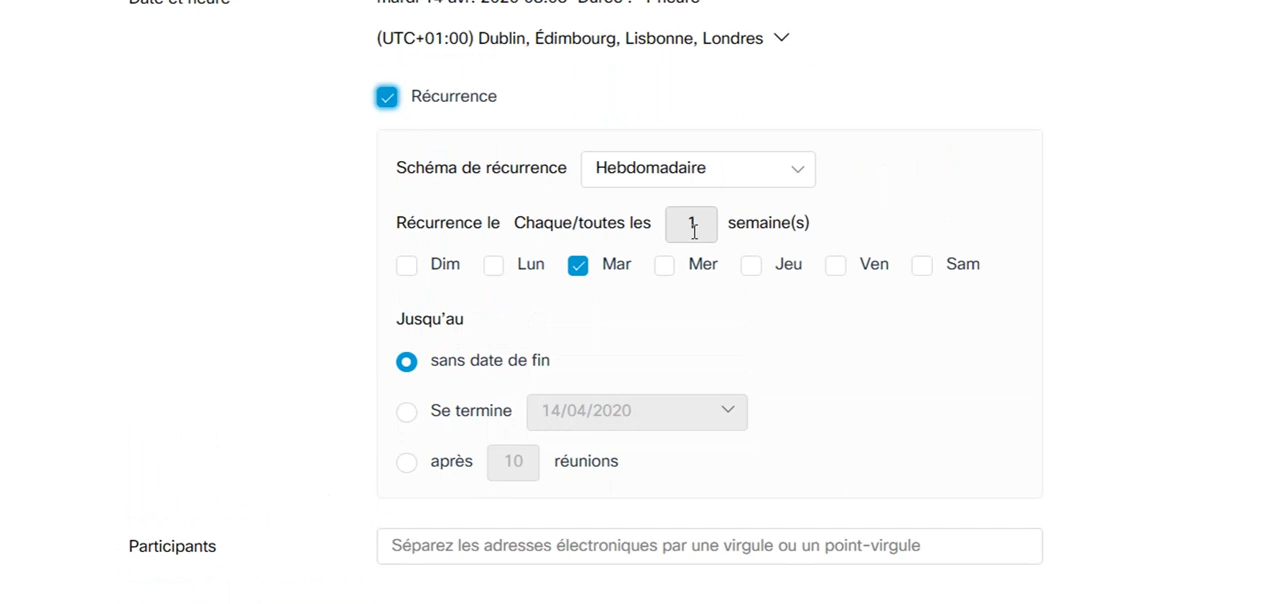 (UTC+01:00) Dublin, Édimbourg, Lisbonne, Londres
Récurrence
Schéma de récurrence Hebdomadaire
Récurrence le Chaque/toutes les 1 semaine(s)
Dim Lun Mar Mer Jeu Ven Sam
Jusqu'au
sans date de fin
Se termine 14/04/2020
après 10 réunions
Participants Séparez les adresses électroniques par une virgule ou un point-virgule